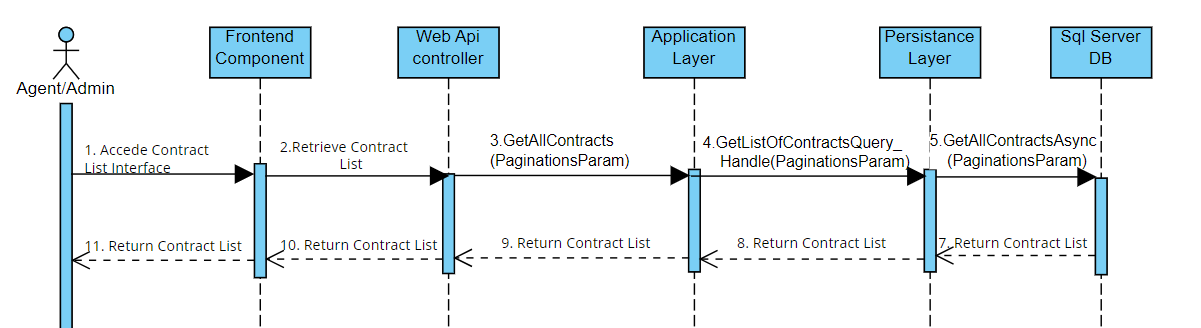 Frontend
Component
Web Api
controller
Application
Layer
Persistance
Layer
Sql Server
DB
Agent/Admin
1. Accede Contract
List Interface
2.Retrieve Contract
List
3.GetAllContracts
(PaginationsParam)
4.GetListOfContractsQuery_
Handle(PaginationsParam)
5.GetAllContractsAsync
(PaginationsParam)
11. Return Contract List
10. Return Contract List
9. Return Contract List
8. Return Contract List
7. Return Contract List